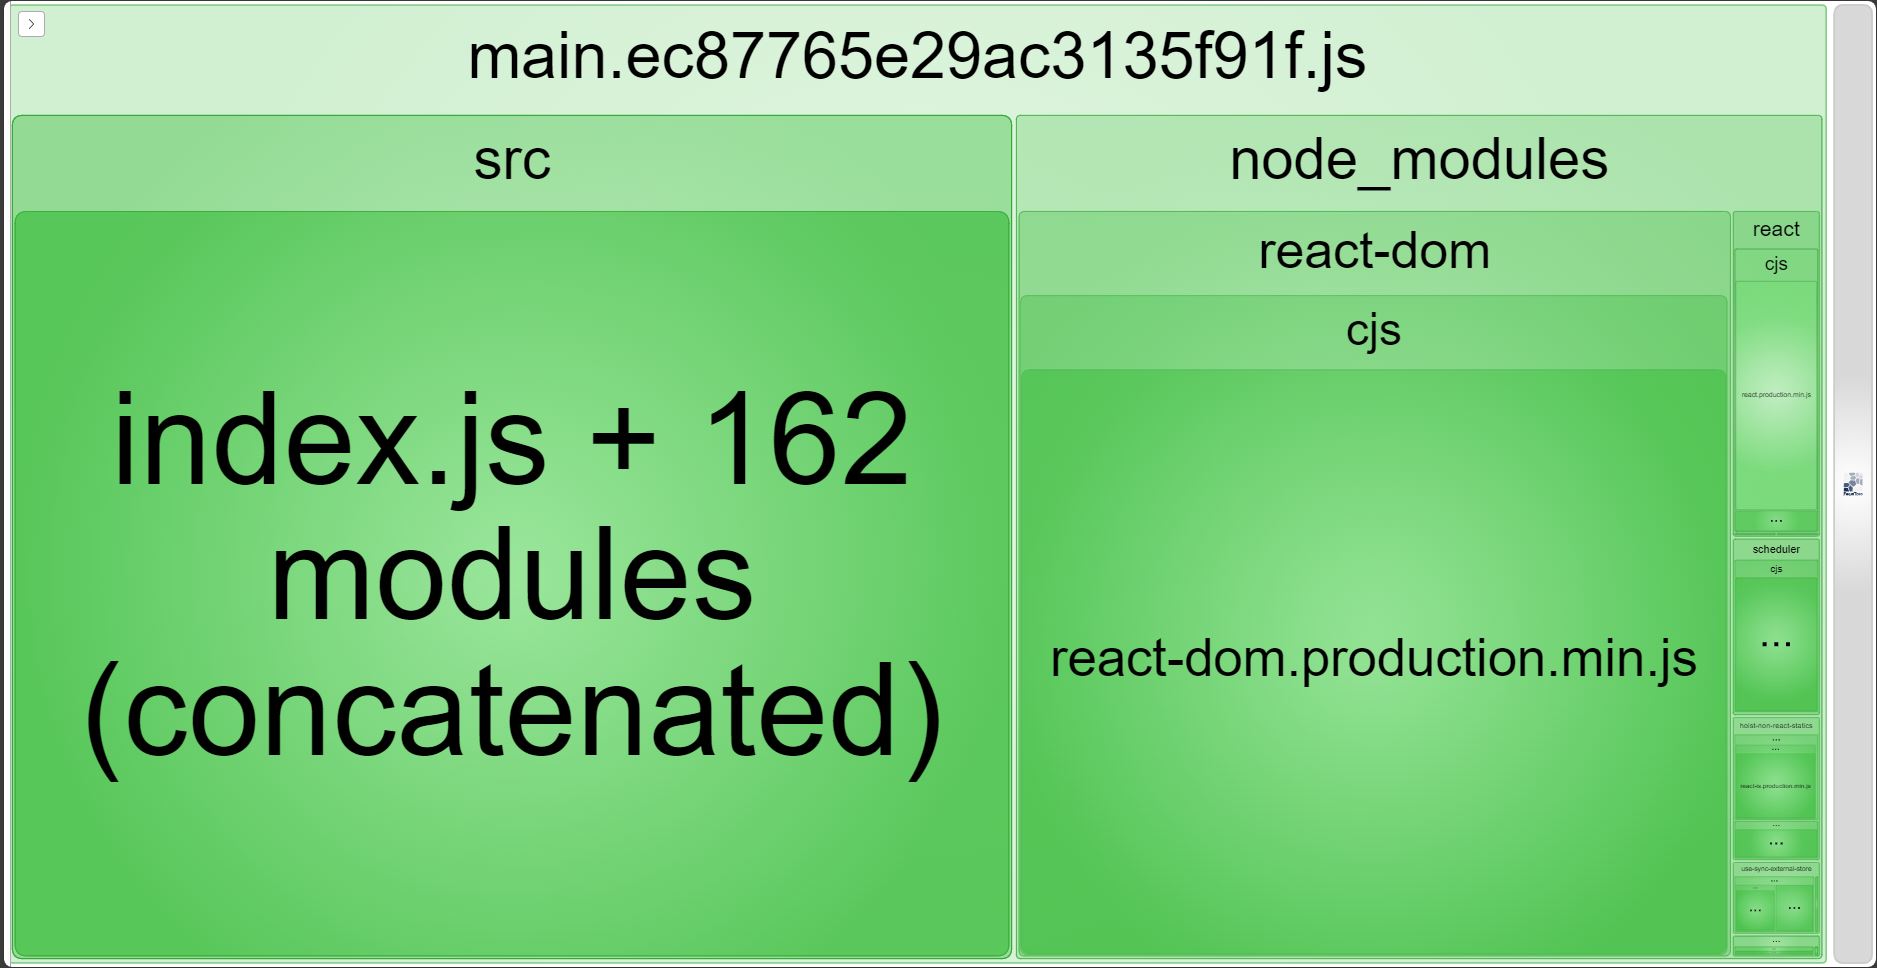 main.ec87765e29ac3135f91f.js
src
index.js + 162
modules
(concatenated)
node_modules
react-dom
cjs
react-dom.production.min.js
react
cjs
react.production.min.js
...
scheduler
cjs
...
hoist-non-react-statics
...
...
react-is.production.min.js
...
...
use-sync-external-store
...
...
...
...
...
FoamTree